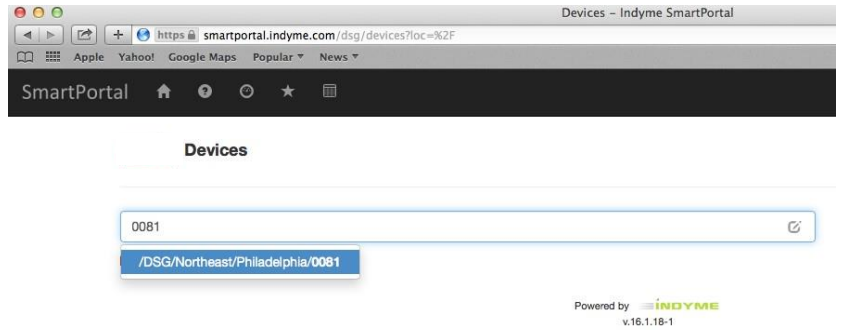 Devices – Indyme SmartPortal
https smartportal.indyme.com/dsg/devices?loc=%2F
Apple Yahoo! Google Maps Popular News
SmartPortal
Devices
0081
/DSG/Northeast/Philadelphia/0081
Powered by INDYME
v.16.1.18-1